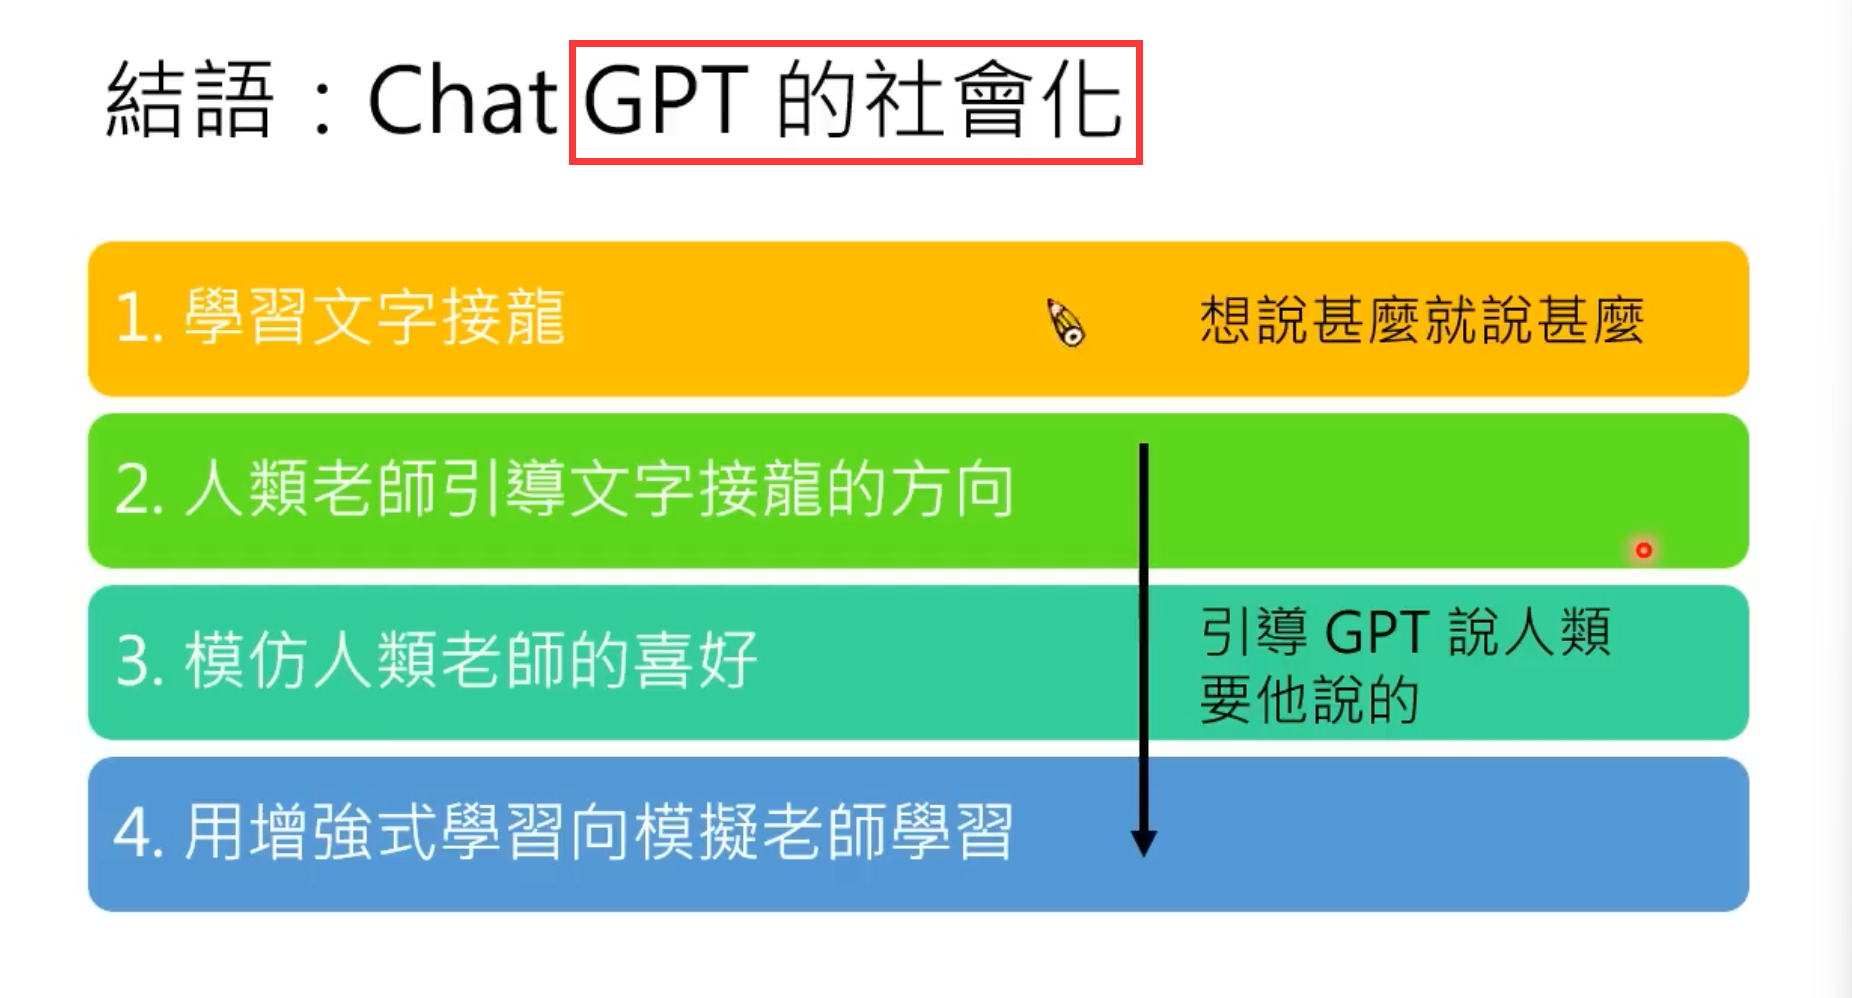 結語：Chat GPT 的社會化
1. 學習文字接龍
想說甚麼就說甚麼
2. 人類老師引導文字接龍的方向
3. 模仿人類老師的喜好
引導 GPT 說人類
要他說的
4. 用增強式學習向模擬老師學習